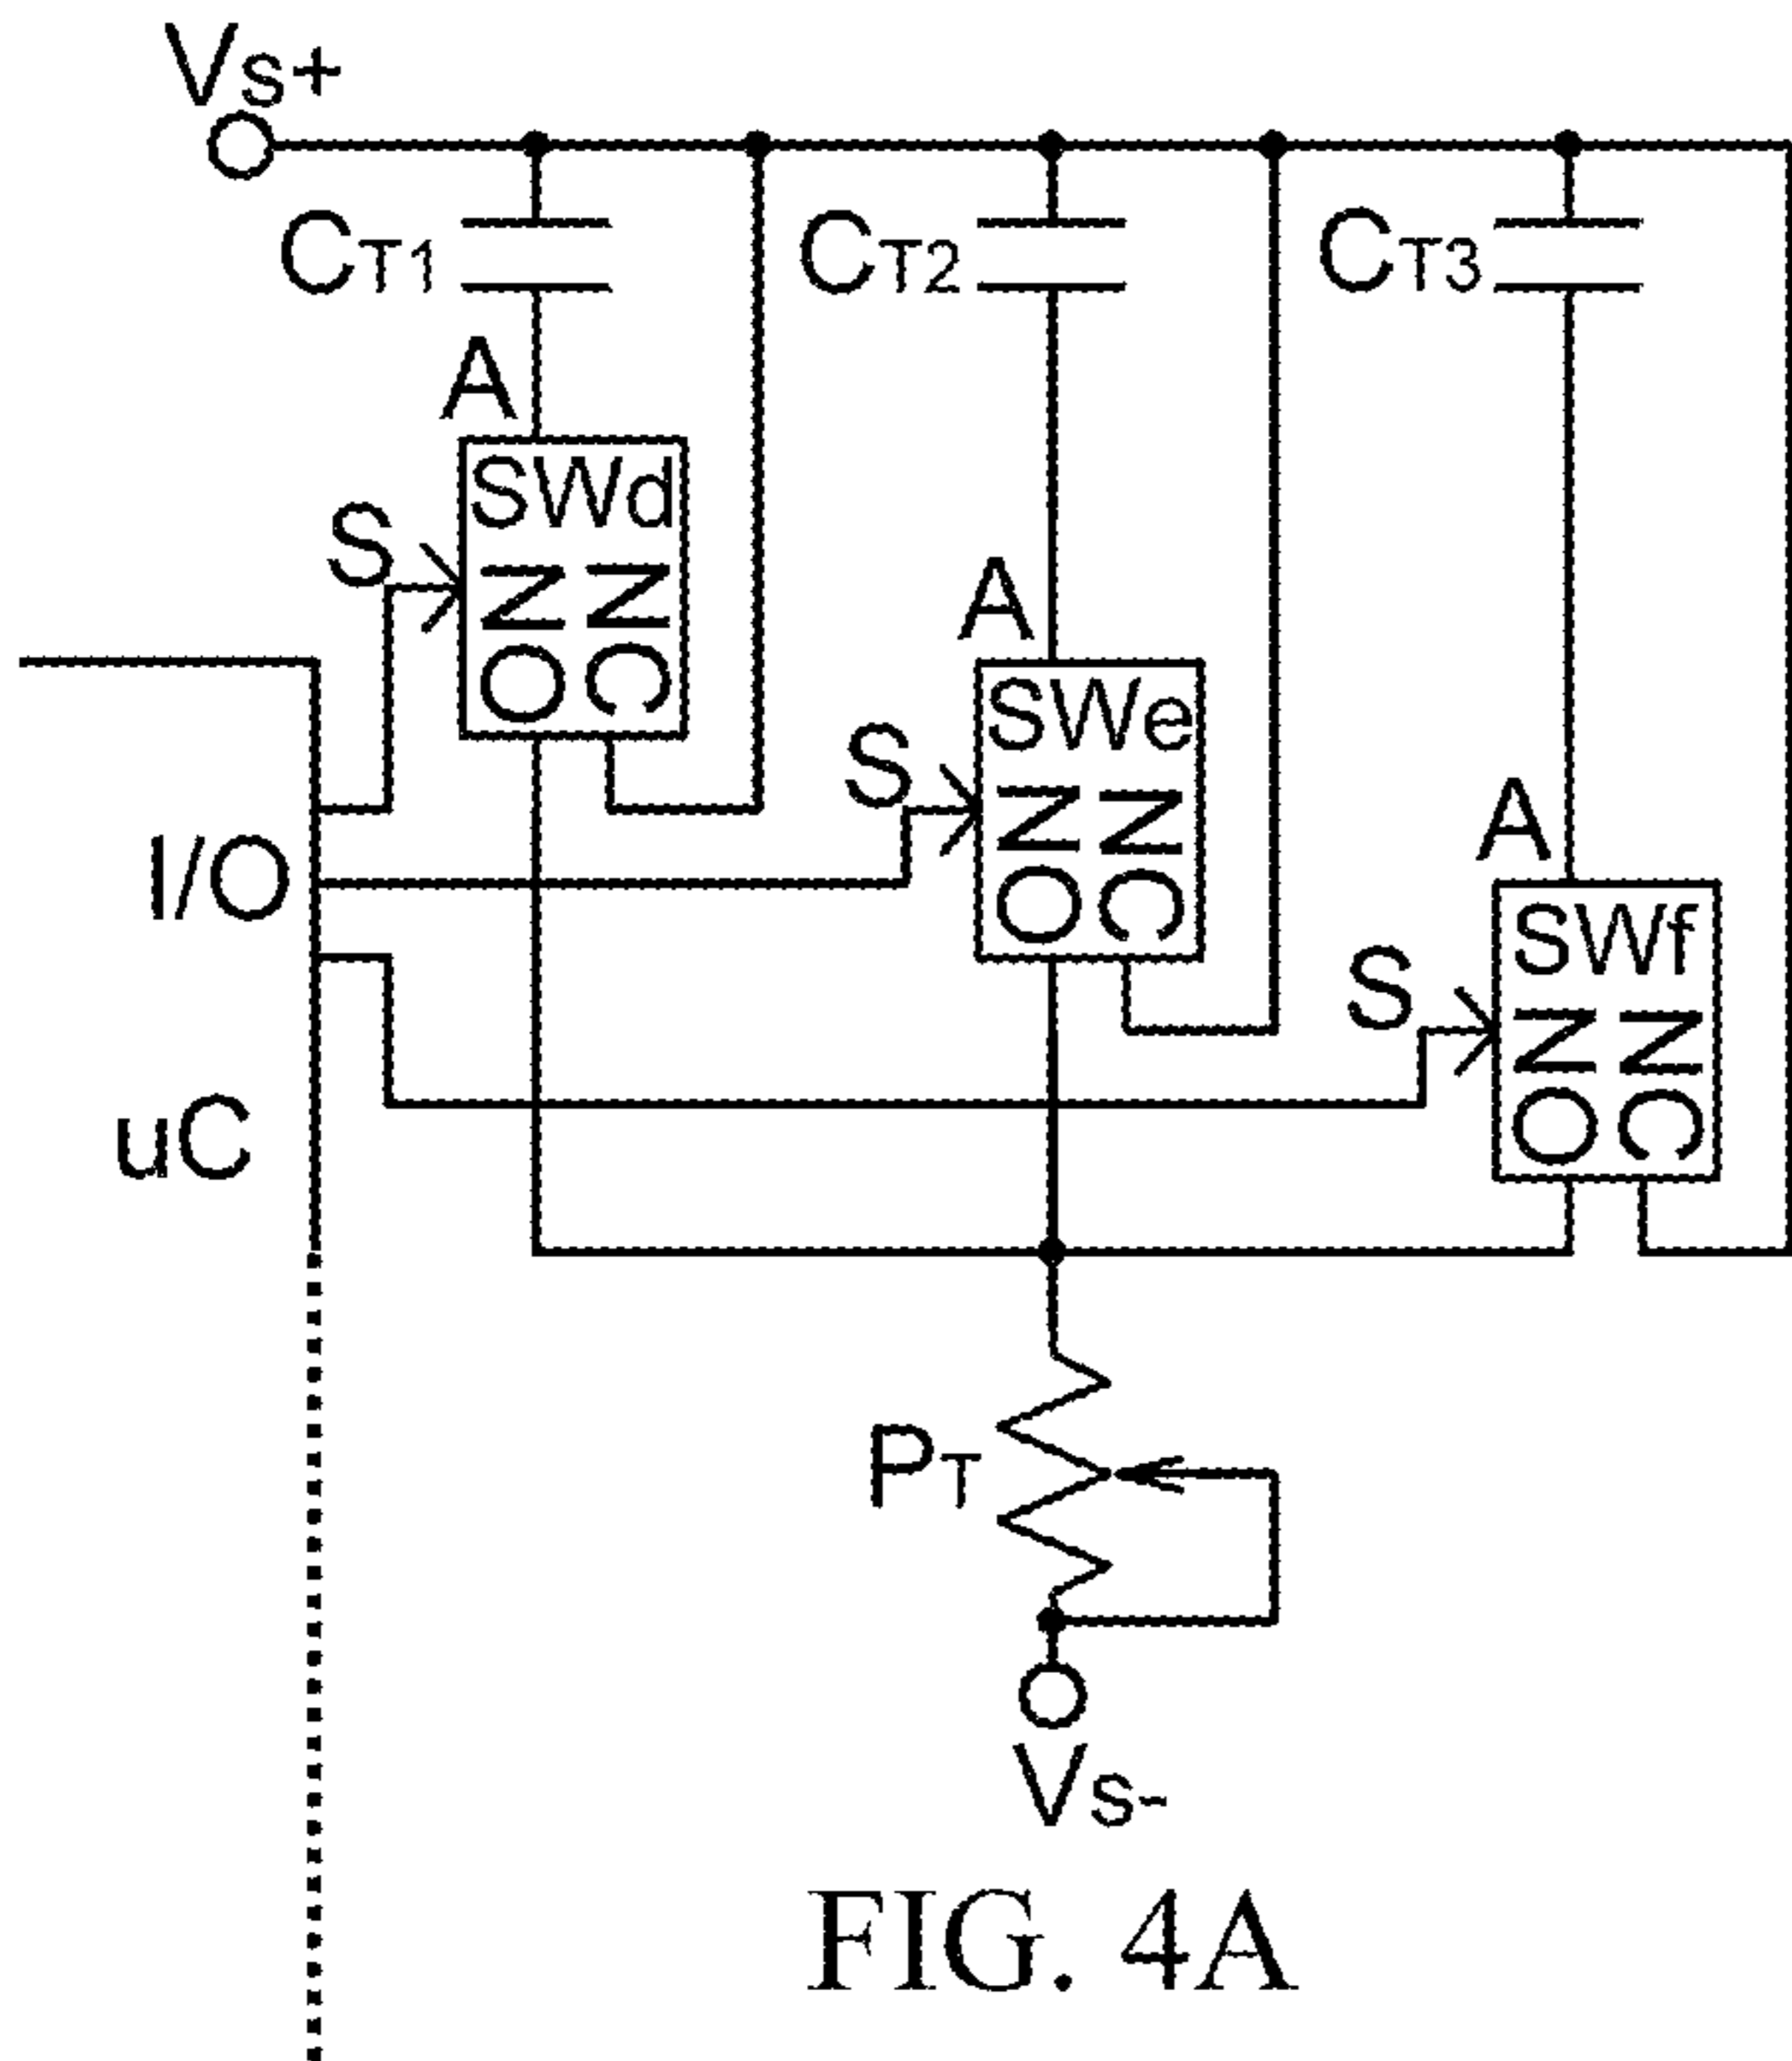 Vs+
CT1
CT2
CT3
A
SWd
S
NO NC
A
SWe
S
NO NC
I/O
A
SWf
S
NO NC
uC
PT
Vs-
FIG. 4A